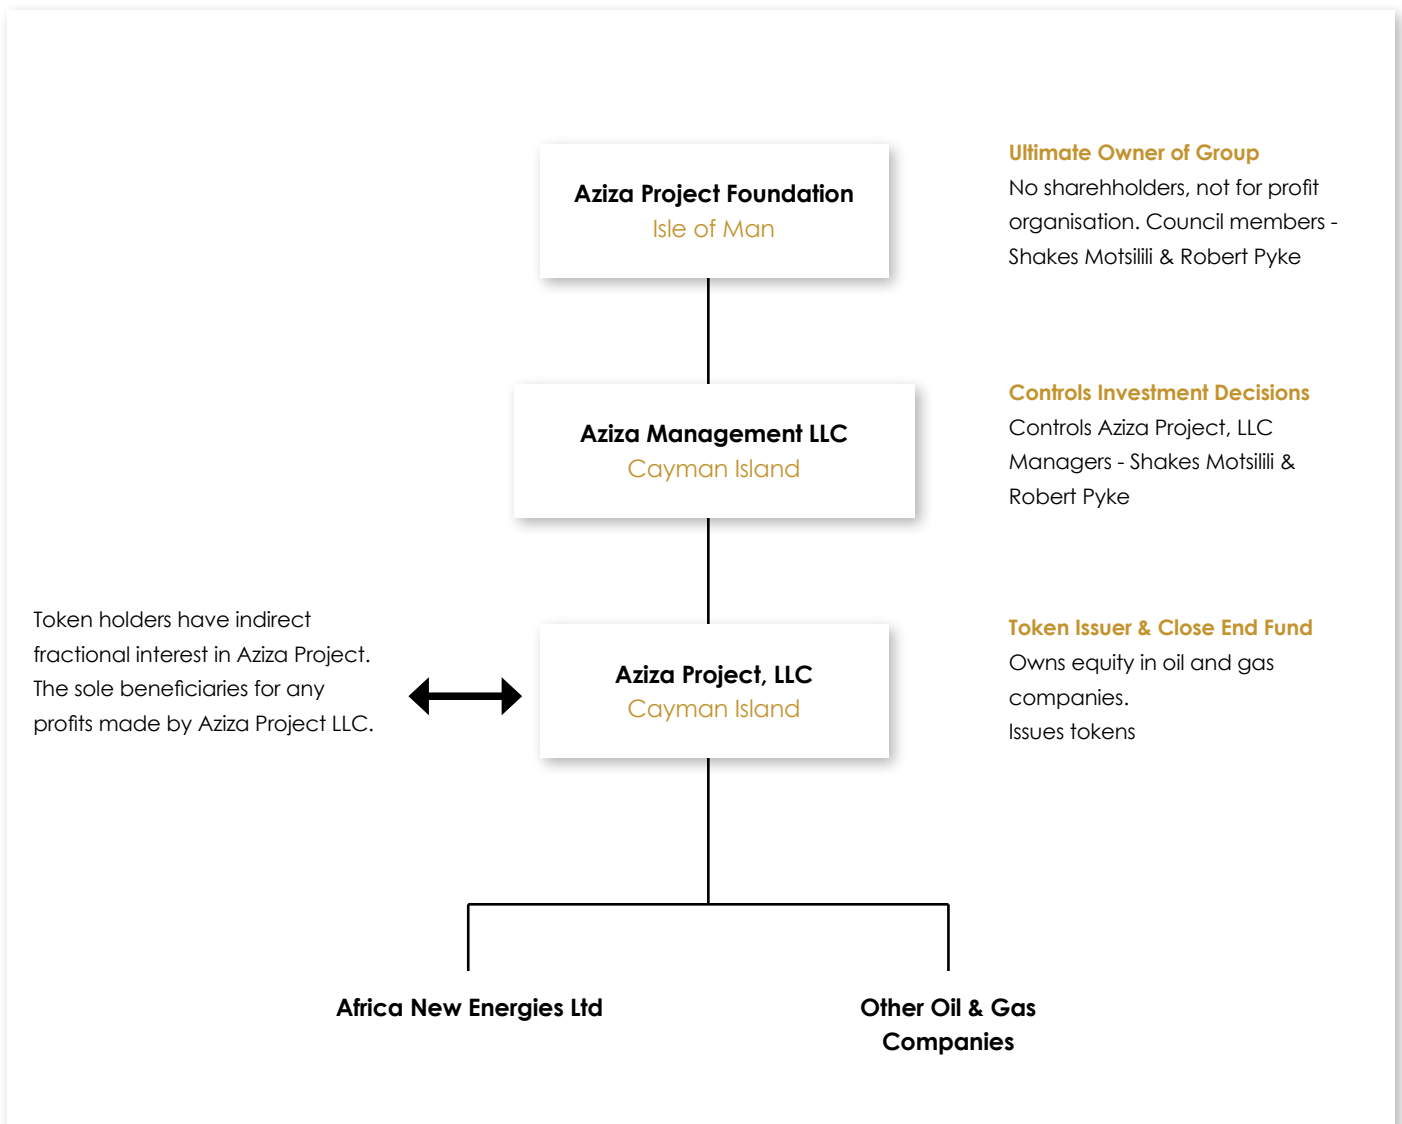 Aziza Project Foundation
Isle of Man
Ultimate Owner of Group
No sharehholders, not for profit
organisation. Council members -
Shakes Motsilili & Robert Pyke
Aziza Management LLC
Cayman Island
Controls Investment Decisions
Controls Aziza Project, LLC
Managers - Shakes Motsilili &
Robert Pyke
Token holders have indirect
fractional interest in Aziza Project.
The sole beneficiaries for any
profits made by Aziza Project LLC.
Aziza Project, LLC
Cayman Island
Token Issuer & Close End Fund
Owns equity in oil and gas
companies.
Issues tokens
Africa New Energies Ltd
Other Oil & Gas
Companies